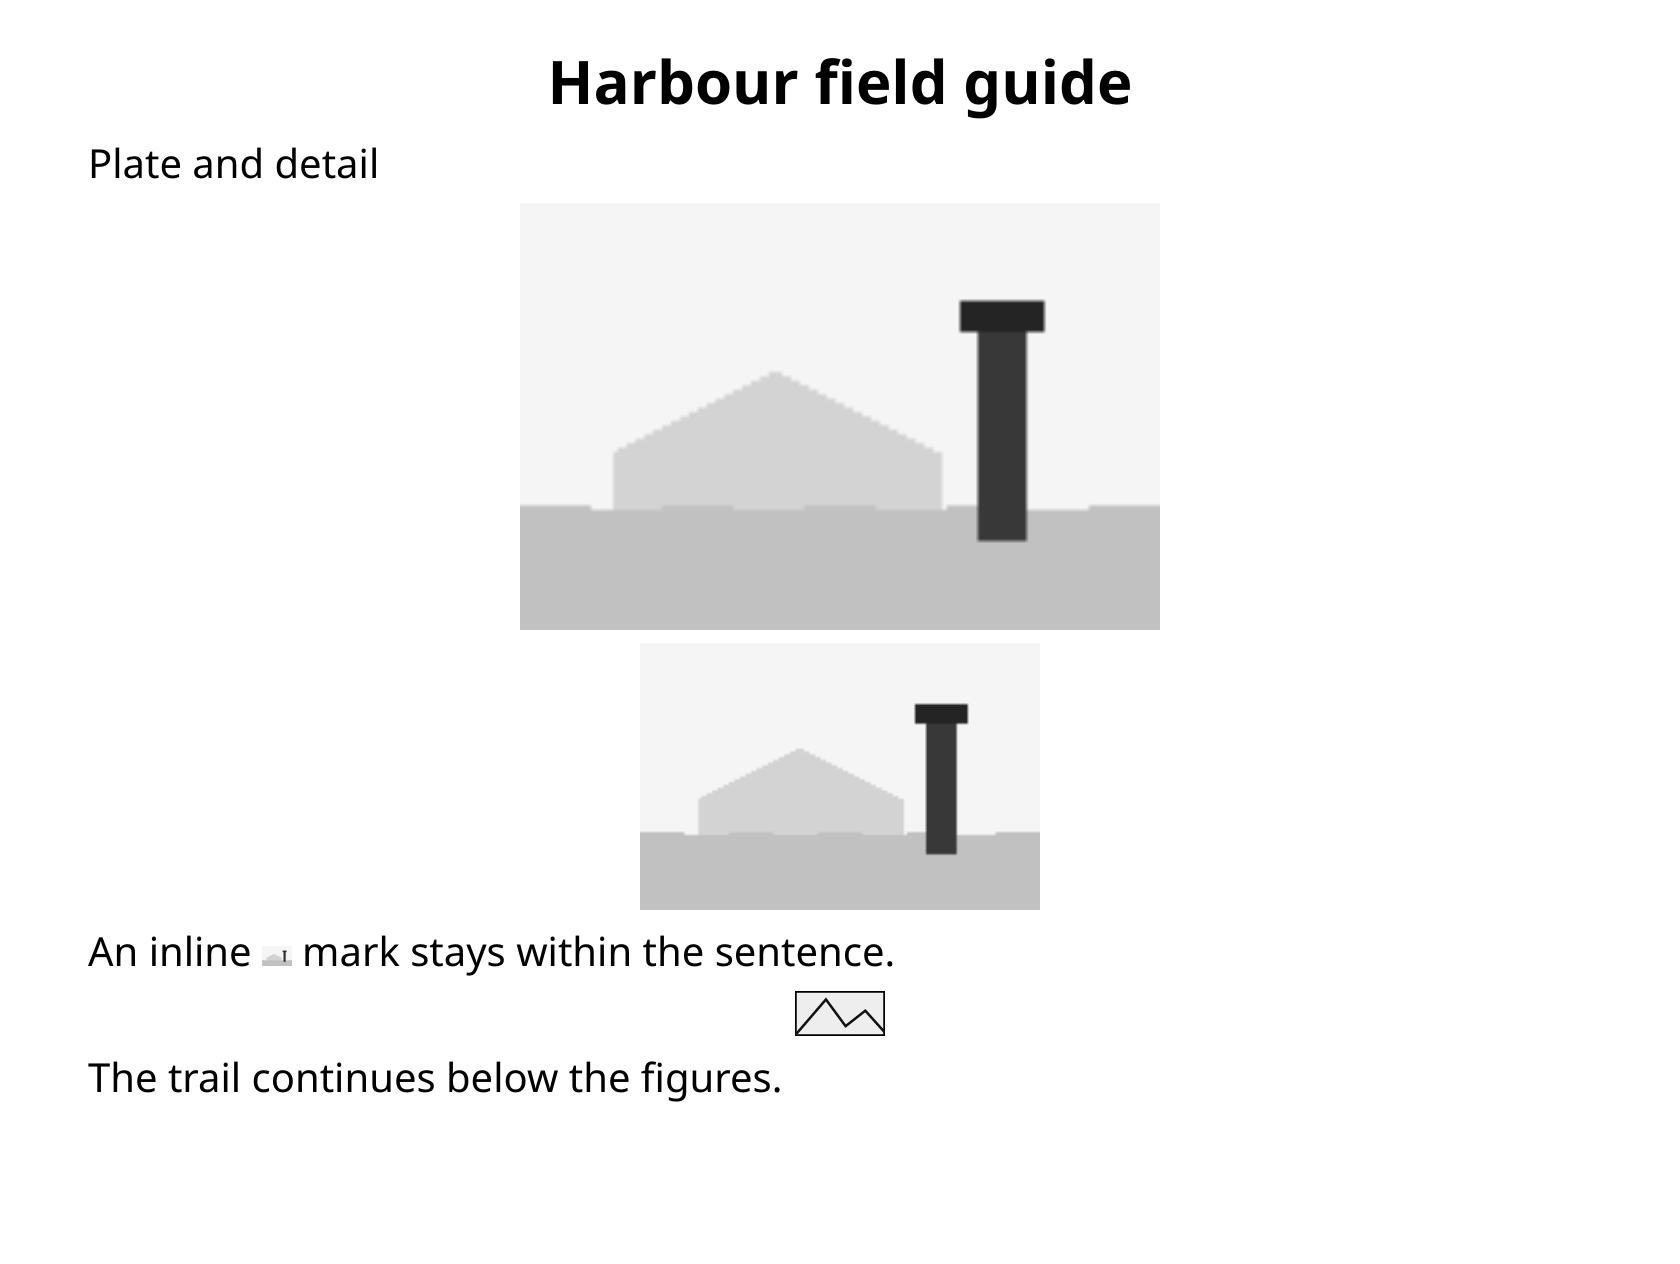 Harbour field guide
Plate and detail
An inline mark stays within the sentence.
The trail continues below the figures.